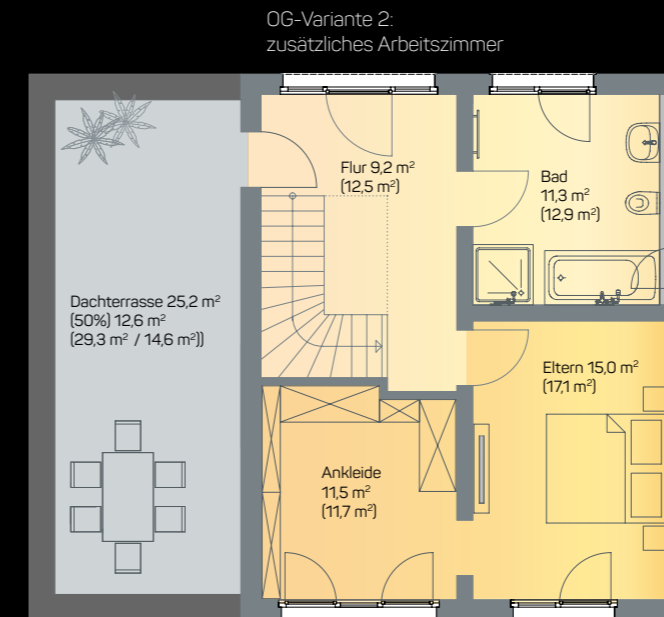 OG-Variante 2:
zusätzliches Arbeitszimmer
Flur 9,2 m²
(12,5 m²)
Bad
11,3 m²
(12,9 m²)
Dachterrasse 25,2 m²
(50%) 12,6 m²
(29,3 m² / 14,6 m²))
Eltern 15,0 m²
(17,1 m²)
Ankleide
11,5 m²
(11,7 m²)